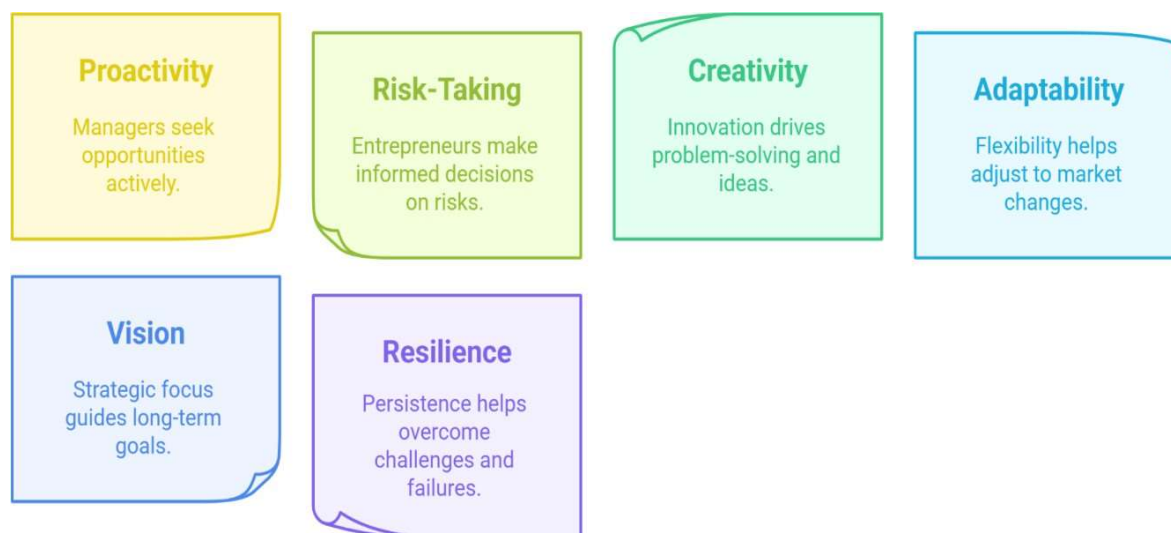 Proactivity
Managers seek
opportunities
actively.
Risk-Taking
Entrepreneurs make
informed decisions
on risks.
Creativity
Innovation drives
problem-solving and
ideas.
Adaptability
Flexibility helps
adjust to market
changes.
Vision
Strategic focus
guides long-term
goals.
Resilience
Persistence helps
overcome
challenges and
failures.